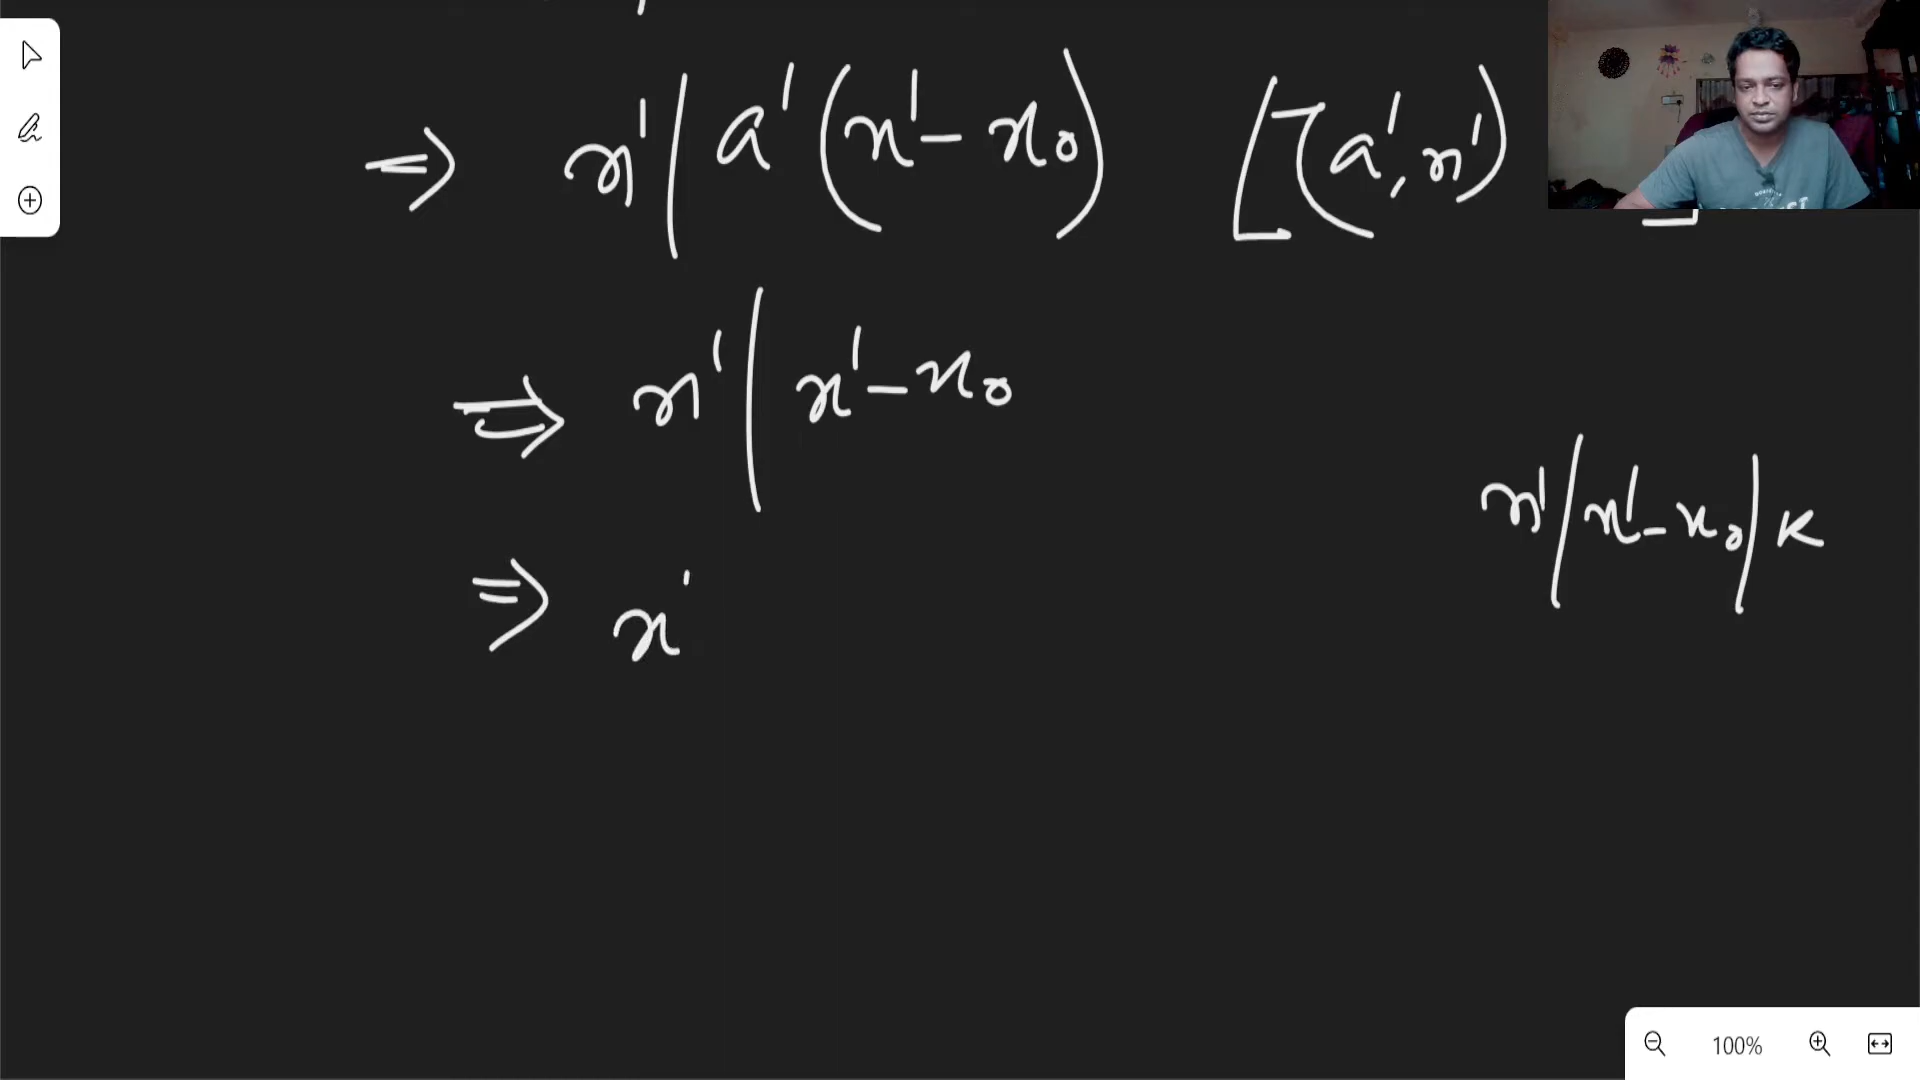 ⇒ n' | a' (x' - x₀) [∵ (a', n') ]
⇒ n' | x' - x₀
n' | x' - x₀ | K
⇒ x'
100%